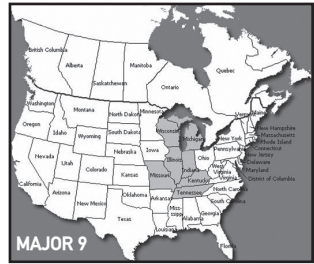 British Columbia
Alberta
Saskatchewan
Manitoba
Ontario
Quebec
Washington
Montana
North Dakota
Minnesota
Oregon
Idaho
Wyoming
South Dakota
Wisconsin
Michigan
New York
Vermont
New Hampshire
Massachusetts
Rhode Island
Connecticut
New Jersey
Delaware
Maryland
District of Columbia
Nevada
Utah
Colorado
Nebraska
Iowa
Illinois
Indiana
Ohio
Pennsylvania
California
Arizona
New Mexico
Kansas
Missouri
Kentucky
West
Virginia
Virginia
Oklahoma
Arkansas
Tennessee
North Carolina
South Carolina
Texas
Louisiana
Miss-
issippi
Alabama
Georgia
Florida
MAJOR 9